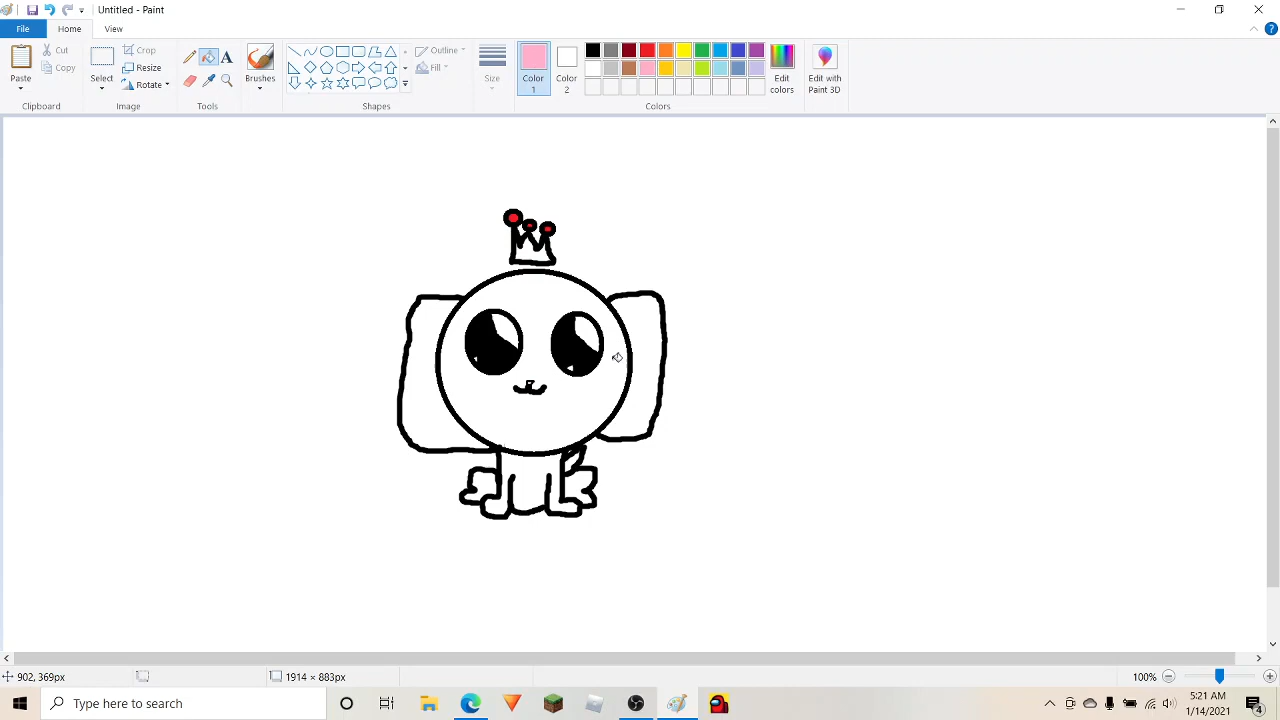 Untitled - Paint
File Home View
Paste
Cut
Copy
Clipboard
Select
Crop
Resize
Rotate
Image
A
Tools
Brushes
Shapes
Outline
Fill
Size
Color 1
Color 2
Colors
Edit colors
Edit with Paint 3D
902, 369px
1914 × 883px
100%
Type here to search
5:21 AM
1/14/2021
4